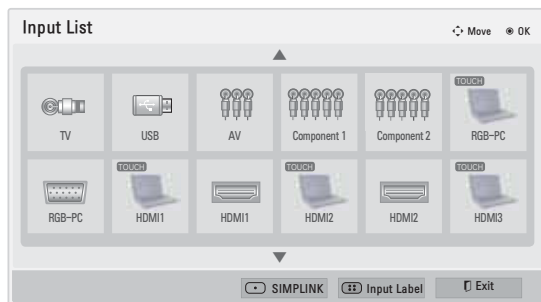 Input List
Move OK
TOUCH
TV USB AV Component 1 Component 2 RGB-PC
TOUCH TOUCH TOUCH
RGB-PC HDMI1 HDMI1 HDMI2 HDMI2 HDMI3
SIMPLINK Input Label Exit